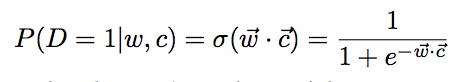 P(D = 1|w, c) = σ(w⃗ · c⃗) = 1 / (1 + e^{−w⃗·c⃗})